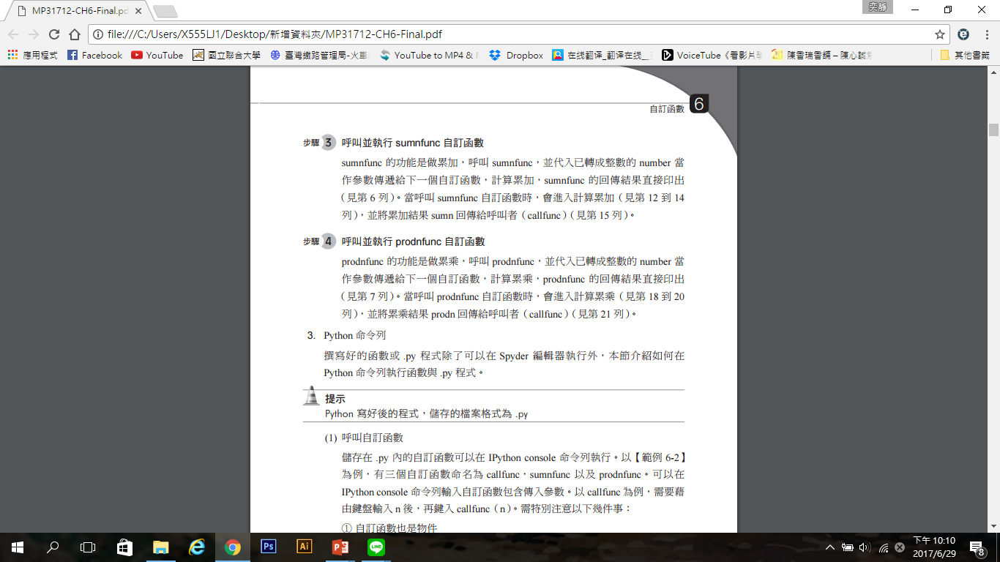 MP31712-CH6-Final.pd
奕靜
file:///C:/Users/X555LJ1/Desktop/新增資料夾/MP31712-CH6-Final.pdf
應用程式 Facebook YouTube 國立聯合大學 臺灣鐵路管理局-火車 YouTube to MP4 & Dropbox 在线翻译_翻译在线_ VoiceTube《看影片學 陳香瑞香舖 – 陳心誠 其他書籤
自訂函數 6
步驟 3 呼叫並執行 sumnfunc 自訂函數
sumnfunc 的功能是做累加，呼叫 sumnfunc，並代入已轉成整數的 number 當
作參數傳遞給下一個自訂函數，計算累加，sumnfunc 的回傳結果直接印出
（見第 6 列）。當呼叫 sumnfunc 自訂函數時，會進入計算累加（見第 12 到 14
列），並將累加結果 sumn 回傳給呼叫者（callfunc）（見第 15 列）。
步驟 4 呼叫並執行 prodnfunc 自訂函數
prodnfunc 的功能是做累乘，呼叫 prodnfunc，並代入已轉成整數的 number 當
作參數傳遞給下一個自訂函數，計算累乘，prodnfunc 的回傳結果直接印出
（見第 7 列）。當呼叫 prodnfunc 自訂函數時，會進入計算累乘（見第 18 到 20
列），並將累乘結果 prodn 回傳給呼叫者（callfunc）（見第 21 列）。
3. Python 命令列
撰寫好的函數或 .py 程式除了可以在 Spyder 編輯器執行外，本節介紹如何在
Python 命令列執行函數與 .py 程式。
提示
Python 寫好後的程式，儲存的檔案格式為 .py
(1) 呼叫自訂函數
儲存在 .py 內的自訂函數可以在 IPython console 命令列執行。以【範例 6-2】
為例，有三個自訂函數命名為 callfunc，sumnfunc 以及 prodnfunc。可以在
IPython console 命令列輸入自訂函數包含傳入參數。以 callfunc 為例，需要藉
由鍵盤輸入 n 後，再鍵入 callfunc（n）。需特別注意以下幾件事：
① 自訂函數也是物件
Ps Ai LINE
下午 10:10
2017/6/29
8